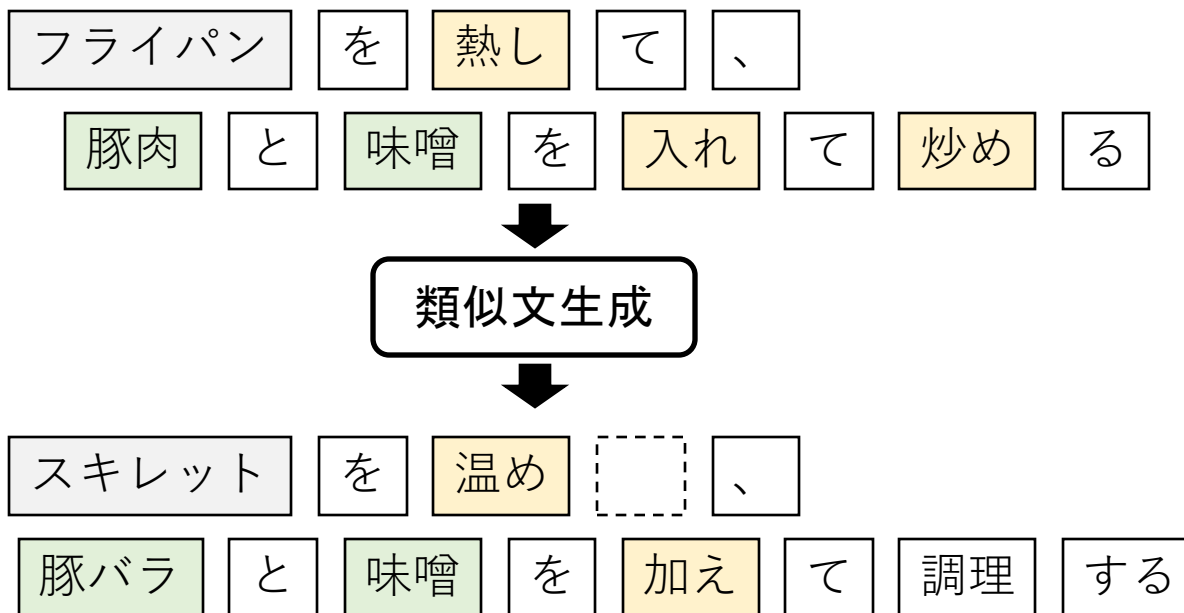 フライパン を 熱し て 、
豚肉 と 味噌 を 入れ て 炒め る
類似文生成
スキレット を 温め 、
豚バラ と 味噌 を 加え て 調理 する